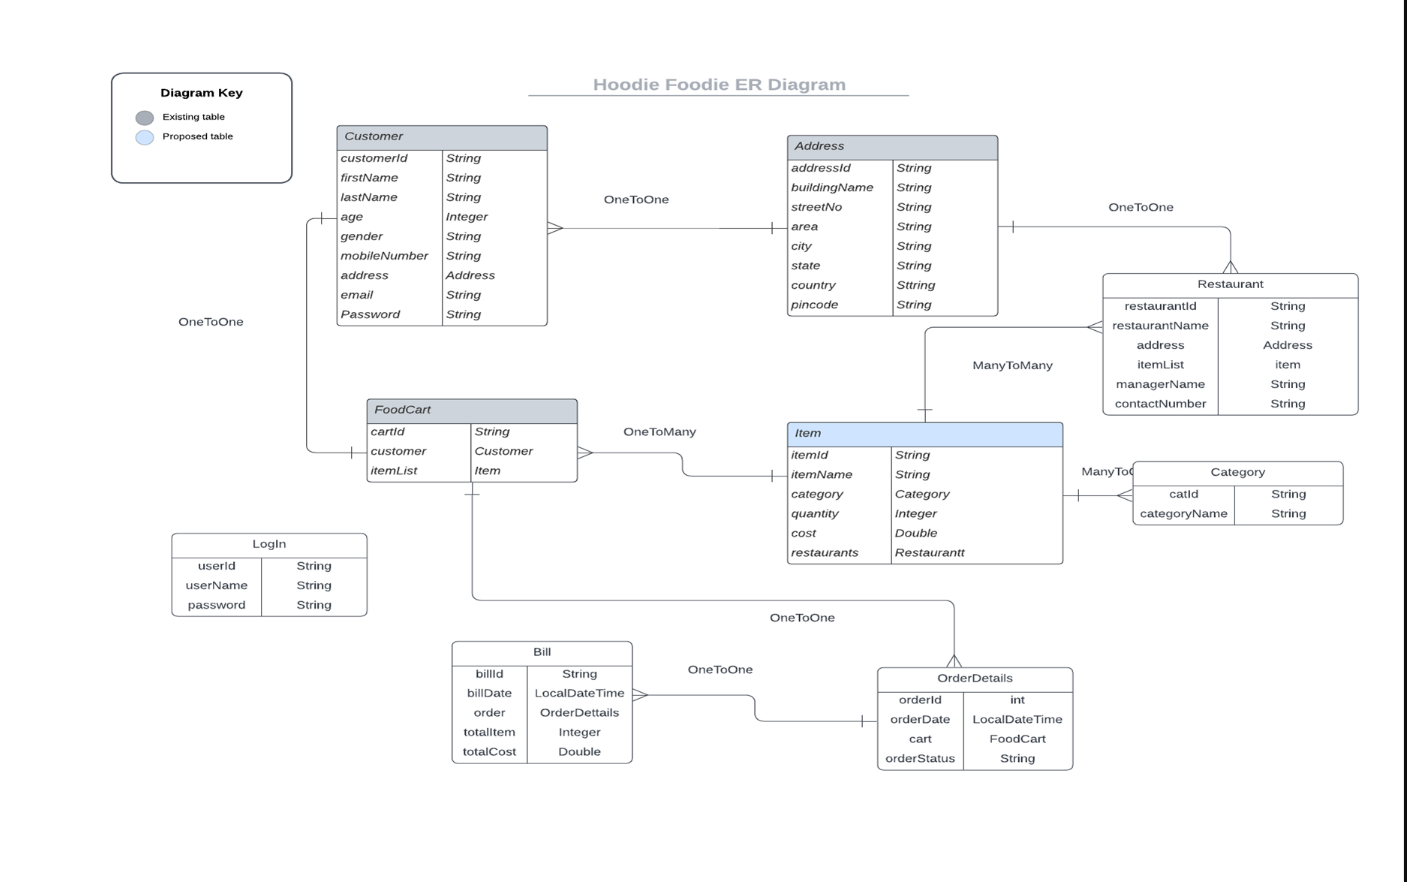 Hoodie Foodie ER Diagram
Diagram Key
Existing table
Proposed table
Customer
customerId String
firstName String
lastName String
age Integer
gender String
mobileNumber String
address Address
email String
Password String
OneToOne
Address
addressId String
buildingName String
streetNo String
area String
city String
state String
country Sttring
pincode String
OneToOne
Restaurant
restaurantId String
restaurantName String
address Address
itemList item
managerName String
contactNumber String
OneToOne
ManyToMany
FoodCart
cartId String
customer Customer
itemList Item
OneToMany
Item
itemId String
itemName String
category Category
quantity Integer
cost Double
restaurants Restaurantt
Category
catId String
categoryName String
LogIn
userId String
userName String
password String
OneToOne
Bill
billId String
billDate LocalDateTime
order OrderDettails
totalItem Integer
totalCost Double
OneToOne
OrderDetails
orderId int
orderDate LocalDateTime
cart FoodCart
orderStatus String